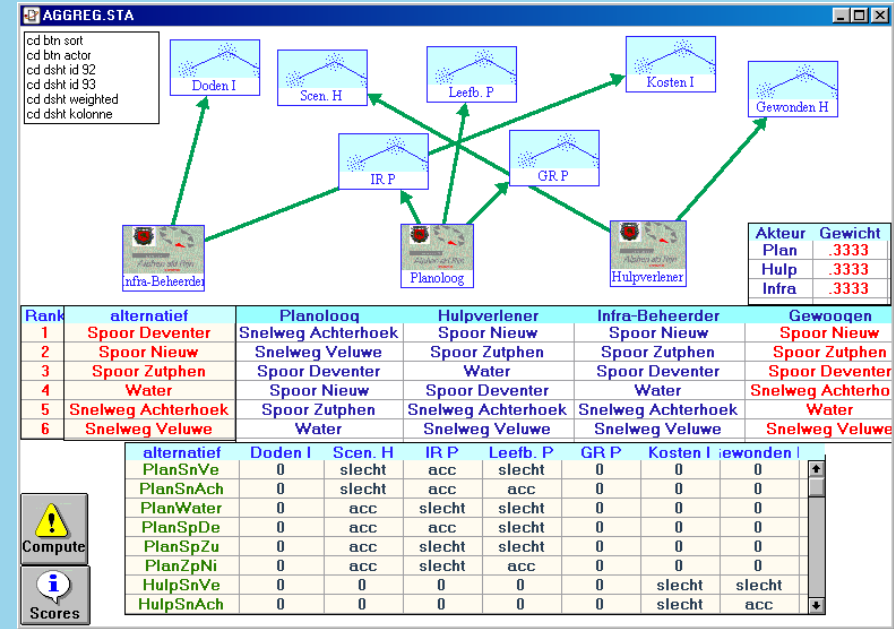 AGGREG.STA
cd btn sort
cd btn actor
cd dsht id 92
cd dsht id 93
cd dsht weighted
cd dsht kolonne
Doden I
Scen. H
Leefb. P
Kosten I
Gewonden H
IR P
GR P
Infra-Beheerder
Planoloog
Hulpverlener
Akteur Gewicht
Plan .3333
Hulp .3333
Infra .3333
Rank alternatief Planoloog Hulpverlener Infra-Beheerder Gewogen
1 Spoor Deventer Snelweg Achterhoek Spoor Nieuw Spoor Nieuw Spoor Nieuw
2 Spoor Nieuw Snelweg Veluwe Spoor Zutphen Spoor Zutphen Spoor Zutphen
3 Spoor Zutphen Spoor Deventer Water Spoor Deventer Spoor Deventer
4 Water Spoor Nieuw Spoor Deventer Water Snelweg Achterho
5 Snelweg Achterhoek Spoor Zutphen Snelweg Achterhoek Snelweg Achterhoek Water
6 Snelweg Veluwe Water Snelweg Veluwe Snelweg Veluwe Snelweg Veluwe
alternatief Doden I Scen. H IR P Leefb. P GR P Kosten I ewonden
PlanSnVe 0 slecht acc slecht 0 0 0
PlanSnAch 0 slecht acc acc 0 0 0
PlanWater 0 acc slecht slecht 0 0 0
PlanSpDe 0 acc acc slecht 0 0 0
PlanSpZu 0 acc slecht slecht 0 0 0
PlanZpNi 0 acc slecht acc 0 0 0
HulpSnVe 0 0 0 0 0 slecht slecht
HulpSnAch 0 0 0 0 0 slecht acc
Compute
Scores